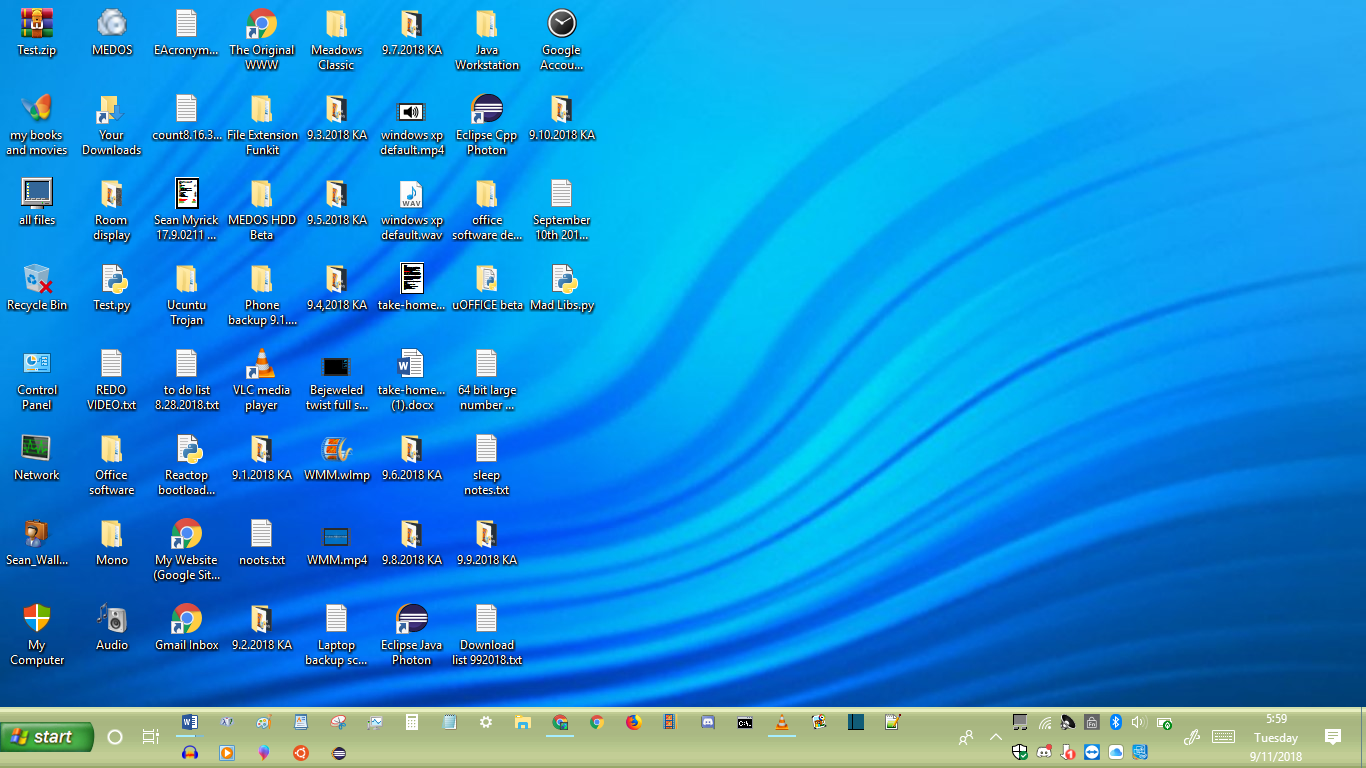 Test.zip
MEDOS
EAcronym...
The Original
WWW
Meadows
Classic
9.7.2018 KA
Java
Workstation
Google
Accou...
my books
and movies
Your
Downloads
count8.16.3...
File Extension
Funkit
9.3.2018 KA
windows xp
default.mp4
Eclipse Cpp
Photon
9.10.2018 KA
all files
Room
display
Sean Myrick
17.9.0211 ...
MEDOS HDD
Beta
9.5.2018 KA
WAV
windows xp
default.wav
office
software de...
September
10th 201...
Recycle Bin
Test.py
Ucuntu
Trojan
Phone
backup 9.1....
9.4,2018 KA
take-home...
uOFFICE beta
Mad Libs.py
Control
Panel
REDO
VIDEO.txt
to do list
8.28.2018.txt
VLC media
player
Bejeweled
twist full s...
take-home...
(1).docx
64 bit large
number ...
Network
Office
software
Reactop
bootload...
9.1.2018 KA
WMM.wlmp
9.6.2018 KA
sleep
notes.txt
Sean_Wall...
Mono
My Website
(Google Sit...
noots.txt
WMM.mp4
9.8.2018 KA
9.9.2018 KA
My
Computer
Audio
Gmail Inbox
9.2.2018 KA
Laptop
backup sc...
Eclipse Java
Photon
Download
list 992018.txt
start
5:59
Tuesday
9/11/2018